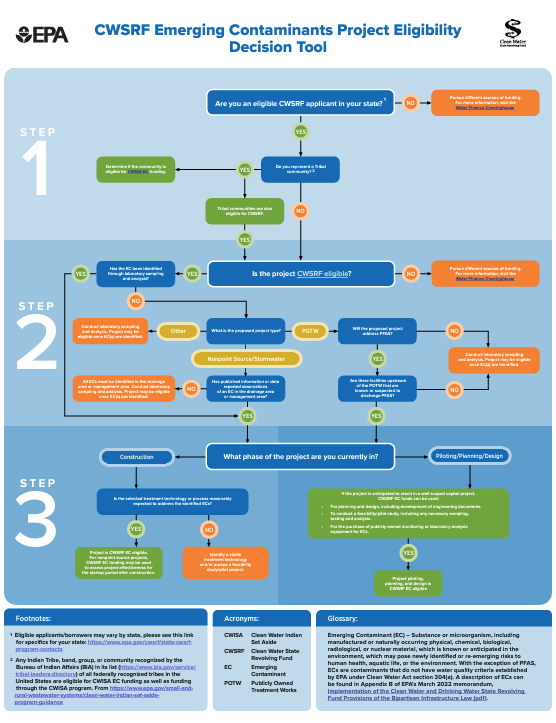 EPA
CWSRF Emerging Contaminants Project Eligibility
Decision Tool
Clean Water
STEP
1
Are you an eligible CWSRF applicant in your state? 1
NO
Pursue different sources of funding.
For more information, visit the
Water Finance Clearinghouse
YES
Determine if the community is
eligible for CWISA EC funding.
YES
Do you represent a Tribal
community? 2
Tribal communities are also
eligible for CWSRF.
NO
YES
STEP
2
YES
Has the EC been identified
through laboratory sampling
and analysis?
YES
Is the project CWSRF eligible?
NO
Pursue different sources of funding.
For more information, visit the
Water Finance Clearinghouse
NO
Conduct laboratory sampling
and analysis. Project may be
eligible once EC(s) are identified.
Other
What is the proposed project type?
POTW
Will the proposed project
address PFAS?
NO
Nonpoint Source/Stormwater
YES
Conduct laboratory sampling
and analysis. Project may be
eligible once EC(s) are identified.
All ECs must be identified in the drainage
area or management area. Conduct laboratory
sampling and analysis. Project may be eligible
once EC(s) are identified.
NO
Has published information or data
reported observations
of an EC in the drainage area
or management area?
Are there facilities upstream
of the POTW that are
known or suspected to
discharge PFAS?
NO
YES
YES
STEP
3
Construction
What phase of the project are you currently in?
Piloting/Planning/Design
Is the selected treatment technology or process reasonably
expected to address the identified ECs?
YES
NO
Project is CWSRF EC eligible.
For nonpoint source projects,
CWSRF EC funding may be used
to assess project effectiveness for
the startup period after construction.
Identify a viable
treatment technology
and/or pursue a feasibility
study/pilot project.
If the project is anticipated to result in a well scoped capital project,
CWSRF EC funds can be used:
• For planning and design, including development of engineering documents.
• To conduct a feasibility/pilot study, including any necessary sampling,
testing and analysis.
• For the purchase of publicly owned monitoring or laboratory analysis
equipment for ECs.
YES
Project piloting,
planning, and design is
CWSRF EC eligible
Footnotes:
1 Eligible applicants/borrowers may vary by state, please see this link
for specifics for your state: https://www.epa.gov/cwsrf/state-cwsrf-
program-contacts
2 Any Indian Tribe, band, group, or community recognized by the
Bureau of Indian Affairs (BIA) in its list (https://www.bia.gov/service/
tribal-leaders-directory) of all federally recognized tribes in the
United States are eligible for CWISA EC funding as well as funding
through the CWISA program. From https://www.epa.gov/small-and-
rural-wastewater-systems/clean-water-indian-set-aside-
program-guidance
Acronyms:
CWISA Clean Water Indian
Set Aside
CWSRF Clean Water State
Revolving Fund
EC Emerging
Contaminant
POTW Publicly Owned
Treatment Works
Glossary:
Emerging Contaminant (EC) – Substance or microorganism, including
manufactured or naturally occurring physical, chemical, biological,
radiological, or nuclear material, which is known or anticipated in the
environment, which may pose newly identified or re-emerging risks to
human health, aquatic life, or the environment. With the exception of PFAS,
ECs are contaminants that do not have water quality criteria established
by EPA under Clean Water Act section 304(a). A description of ECs
can be found in Appendix B of EPA's March 2022 memorandum,
Implementation of the Clean Water and Drinking Water State Revolving
Fund Provisions of the Bipartisan Infrastructure Law (pdf).